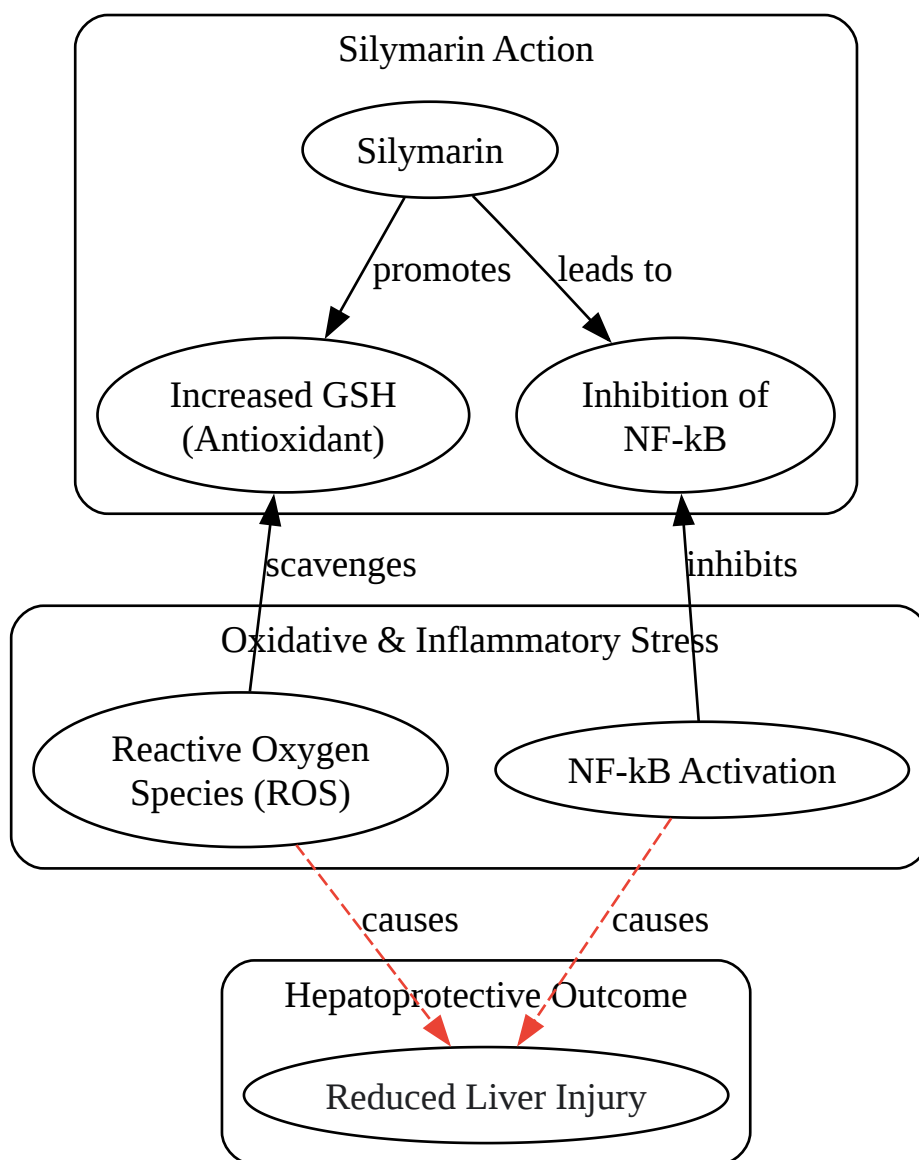 Silymarin Action
Silymarin
promotes
leads to
Increased GSH
(Antioxidant)
Inhibition of
NF-kB
scavenges
inhibits
Oxidative & Inflammatory Stress
Reactive Oxygen
Species (ROS)
NF-kB Activation
causes
causes
Hepatoprotective Outcome
Reduced Liver Injury